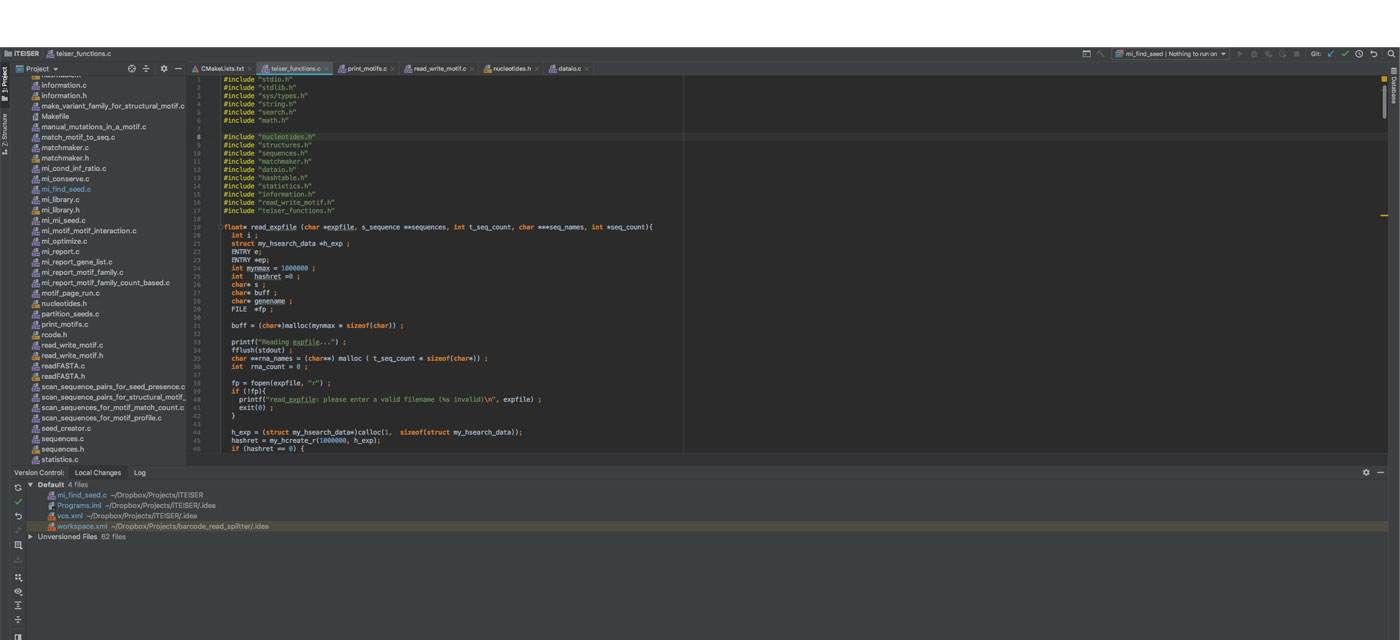 iTEISER teiser_functions.c
mi_find_seed | Nothing to run on
Git:
Project
CMakeLists.txt teiser_functions.c print_motifs.c read_write_motif.c nucleotides.h dataio.c
1: Project
Z: Structure
Database
information.c
information.h
make_variant_family_for_structural_motif.c
Makefile
manual_mutations_in_a_motif.c
match_motif_to_seq.c
matchmaker.c
matchmaker.h
mi_cond_inf_ratio.c
mi_conserve.c
mi_find_seed.c
mi_library.c
mi_library.h
mi_mi_seed.c
mi_motif_motif_interaction.c
mi_optimize.c
mi_report.c
mi_report_gene_list.c
mi_report_motif_family.c
mi_report_motif_family_count_based.c
motif_page_run.c
nucleotides.h
partition_seeds.c
print_motifs.c
rcode.h
read_write_motif.c
read_write_motif.h
readFASTA.c
readFASTA.h
scan_sequence_pairs_for_seed_presence.c
scan_sequence_pairs_for_structural_motif_
scan_sequences_for_motif_match_count.c
scan_sequences_for_motif_profile.c
seed_creator.c
sequences.c
sequences.h
statistics.c
1 #include "stdio.h"
2 #include "stdlib.h"
3 #include "sys/types.h"
4 #include "string.h"
5 #include "search.h"
6 #include "math.h"
7
8 #include "nucleotides.h"
9 #include "structures.h"
10 #include "sequences.h"
11 #include "matchmaker.h"
12 #include "dataio.h"
13 #include "hashtable.h"
14 #include "statistics.h"
15 #include "information.h"
16 #include "read_write_motif.h"
17 #include "teiser_functions.h"
18
19 float* read_expfile (char *expfile, s_sequence **sequences, int t_seq_count, char ***seq_names, int *seq_count){
20 int i ;
21 struct my_hsearch_data *h_exp ;
22 ENTRY e;
23 ENTRY *ep;
24 int mynmax = 1000000 ;
25 int hashret =0 ;
26 char* s ;
27 char* buff ;
28 char* genename ;
29 FILE *fp ;
30
31 buff = (char*)malloc(mynmax * sizeof(char)) ;
32
33 printf("Reading expfile...") ;
34 fflush(stdout) ;
35 char **rna_names = (char**) malloc ( t_seq_count * sizeof(char*)) ;
36 int rna_count = 0 ;
37
38 fp = fopen(expfile, "r") ;
39 if (!fp){
40 printf("read_expfile: please enter a valid filename (%s invalid)\n", expfile) ;
41 exit(0) ;
42 }
43
44 h_exp = (struct my_hsearch_data*)calloc(1, sizeof(struct my_hsearch_data));
45 hashret = my_hcreate_r(1000000, h_exp);
46 if (hashret == 0) {
Version Control: Local Changes Log
Default 4 files
mi_find_seed.c ~/Dropbox/Projects/iTEISER
Programs.iml ~/Dropbox/Projects/iTEISER/.idea
vcs.xml ~/Dropbox/Projects/iTEISER/.idea
workspace.xml ~/Dropbox/Projects/barcode_read_splitter/.idea
Unversioned Files 62 files